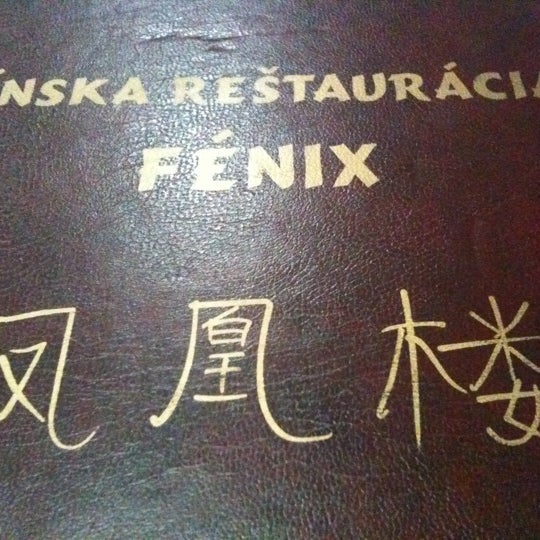 ÍNSKA REŠTAURÁCIA
FÉNIX
凤凰楼